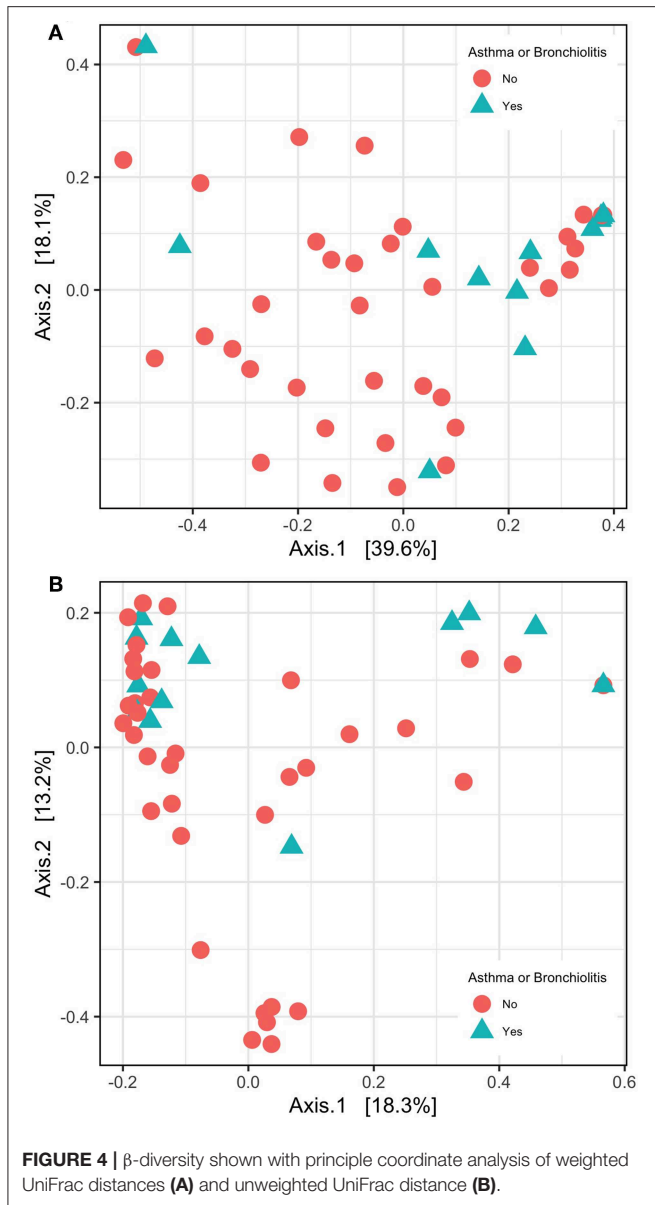 A
Asthma or Bronchiolitis
No
Yes
0.4
0.2
0.0
-0.2
Axis.2 [18.1%]
-0.4 -0.2 0.0 0.2 0.4
Axis.1 [39.6%]
B
0.2
0.0
-0.2
-0.4
Axis.2 [13.2%]
Asthma or Bronchiolitis
No
Yes
-0.2 0.0 0.2 0.4 0.6
Axis.1 [18.3%]
FIGURE 4 | β-diversity shown with principle coordinate analysis of weighted
UniFrac distances (A) and unweighted UniFrac distance (B).